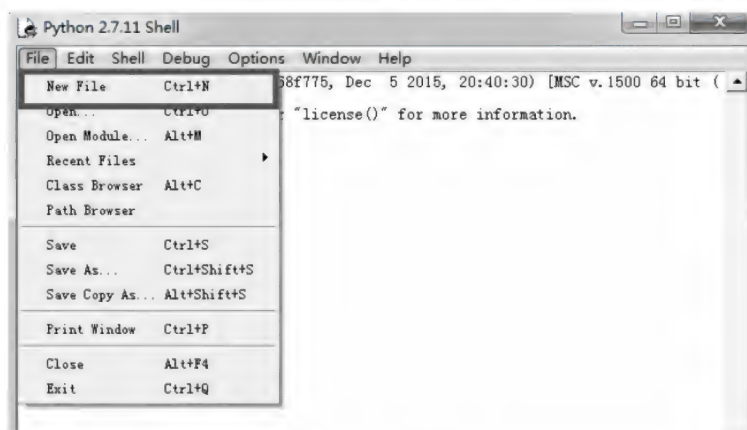 Python 2.7.11 Shell
File Edit Shell Debug Options Window Help
New File Ctrl+N
68f775, Dec 5 2015, 20:40:30) [MSC v.1500 64 bit (
Open... Ctrl+O
"license()" for more information.
Open Module... Alt+M
Recent Files
Class Browser Alt+C
Path Browser
Save Ctrl+S
Save As... Ctrl+Shift+S
Save Copy As... Alt+Shift+S
Print Window Ctrl+P
Close Alt+F4
Exit Ctrl+Q